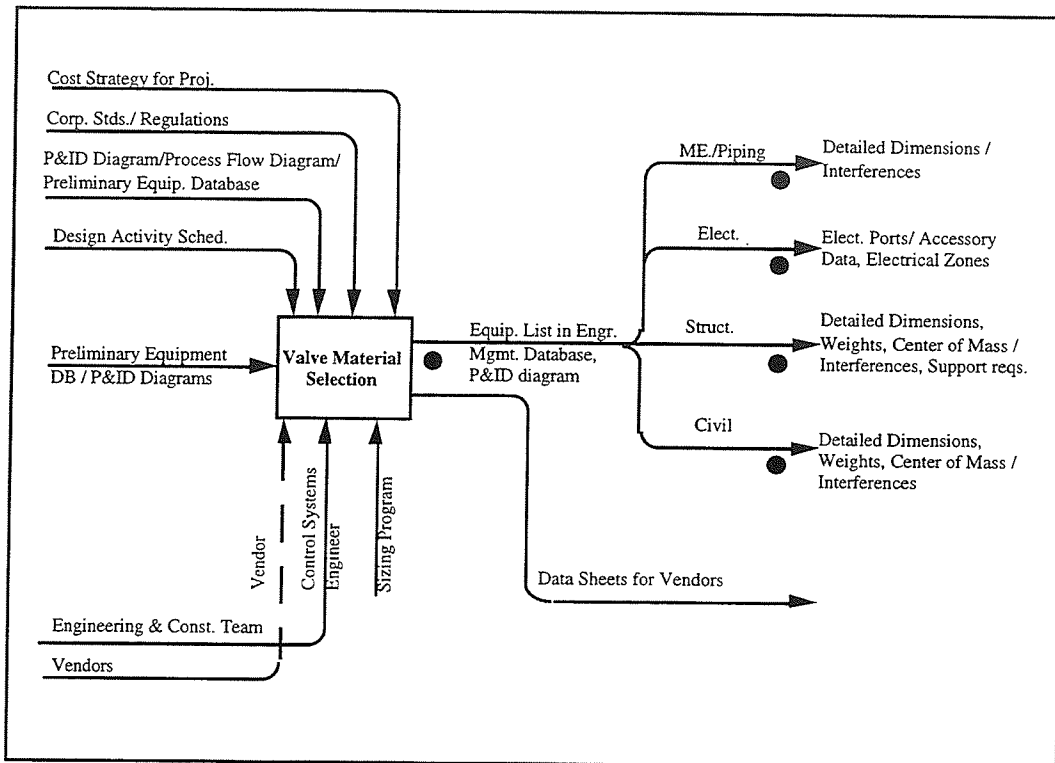 Cost Strategy for Proj.
Corp. Stds./ Regulations
P&ID Diagram/Process Flow Diagram/
Preliminary Equip. Database
Design Activity Sched.
Preliminary Equipment
DB / P&ID Diagrams
Valve Material
Selection
Equip. List in Engr.
Mgmt. Database,
P&ID diagram
ME./Piping
Detailed Dimensions /
Interferences
Elect.
Elect. Ports/ Accessory
Data, Electrical Zones
Struct.
Detailed Dimensions,
Weights, Center of Mass /
Interferences, Support reqs.
Civil
Detailed Dimensions,
Weights, Center of Mass /
Interferences
Vendor
Control Systems
Engineer
Sizing Program
Data Sheets for Vendors
Engineering & Const. Team
Vendors